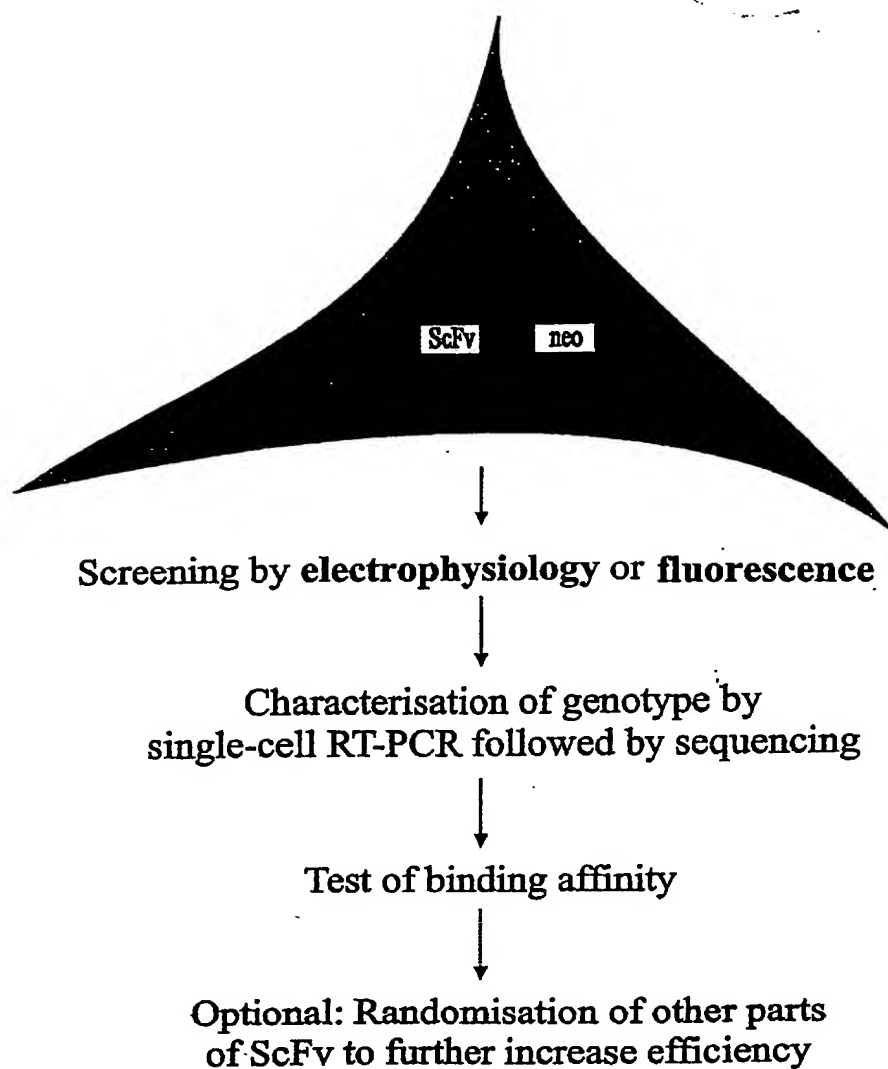 ScFv neo
Screening by electrophysiology or fluorescence
Characterisation of genotype by
single-cell RT-PCR followed by sequencing
Test of binding affinity
Optional: Randomisation of other parts
of ScFv to further increase efficiency